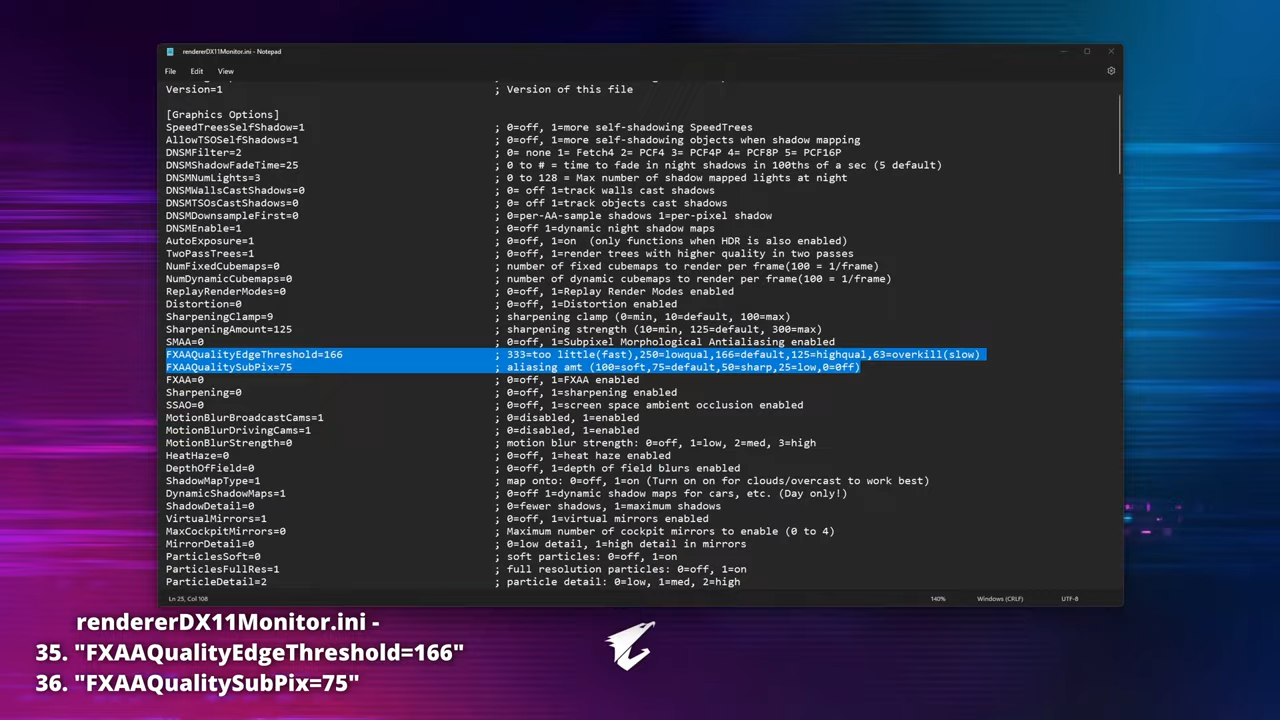 rendererDX11Monitor.ini - Notepad
File Edit View
Version=1 ; Version of this file
[Graphics Options]
SpeedTreesSelfShadow=1 ; 0=off, 1=more self-shadowing SpeedTrees
AllowTSOSelfShadows=1 ; 0=off, 1=more self-shadowing objects when shadow mapping
DNSMFilter=2 ; 0= none 1= Fetch4 2= PCF4 3= PCF4P 4= PCF8P 5= PCF16P
DNSMShadowFadeTime=25 ; 0 to # = time to fade in night shadows in 100ths of a sec (5 default)
DNSMNumLights=3 ; 0 to 128 = Max number of shadow mapped lights at night
DNSMWallsCastShadows=0 ; 0= off 1=track walls cast shadows
DNSMTSOsCastShadows=0 ; 0= off 1=track objects cast shadows
DNSMDownsampleFirst=0 ; 0=per-AA-sample shadows 1=per-pixel shadow
DNSMEnable=1 ; 0=off 1=dynamic night shadow maps
AutoExposure=1 ; 0=off, 1=on (only functions when HDR is also enabled)
TwoPassTrees=1 ; 0=off, 1=render trees with higher quality in two passes
NumFixedCubemaps=0 ; number of fixed cubemaps to render per frame(100 = 1/frame)
NumDynamicCubemaps=0 ; number of dynamic cubemaps to render per frame(100 = 1/frame)
ReplayRenderModes=0 ; 0=off, 1=Replay Render Modes enabled
Distortion=0 ; 0=off, 1=Distortion enabled
SharpeningClamp=9 ; sharpening clamp (0=min, 10=default, 100=max)
SharpeningAmount=125 ; sharpening strength (10=min, 125=default, 300=max)
SMAA=0 ; 0=off, 1=Subpixel Morphological Antialiasing enabled
FXAAQualityEdgeThreshold=166 ; 333=too little(fast),250=lowqual,166=default,125=highqual,63=overkill(slow)
FXAAQualitySubPix=75 ; aliasing amt (100=soft,75=default,50=sharp,25=low,0=0ff)
FXAA=0 ; 0=off, 1=FXAA enabled
Sharpening=0 ; 0=off, 1=sharpening enabled
SSAO=0 ; 0=off, 1=screen space ambient occlusion enabled
MotionBlurBroadcastCams=1 ; 0=disabled, 1=enabled
MotionBlurDrivingCams=1 ; 0=disabled, 1=enabled
MotionBlurStrength=0 ; motion blur strength: 0=off, 1=low, 2=med, 3=high
HeatHaze=0 ; 0=off, 1=heat haze enabled
DepthOfField=0 ; 0=off, 1=depth of field blurs enabled
ShadowMapType=1 ; map onto: 0=off, 1=on (Turn on on for clouds/overcast to work best)
DynamicShadowMaps=1 ; 0=off 1=dynamic shadow maps for cars, etc. (Day only!)
ShadowDetail=0 ; 0=fewer shadows, 1=maximum shadows
VirtualMirrors=1 ; 0=off, 1=virtual mirrors enabled
MaxCockpitMirrors=0 ; Maximum number of cockpit mirrors to enable (0 to 4)
MirrorDetail=0 ; 0=low detail, 1=high detail in mirrors
ParticlesSoft=0 ; soft particles: 0=off, 1=on
ParticlesFullRes=1 ; full resolution particles: 0=off, 1=on
ParticleDetail=2 ; particle detail: 0=low, 1=med, 2=high
Ln 25, Col 108 140% Windows (CRLF) UTF-8
rendererDX11Monitor.ini -
35. "FXAAQualityEdgeThreshold=166"
36. "FXAAQualitySubPix=75"